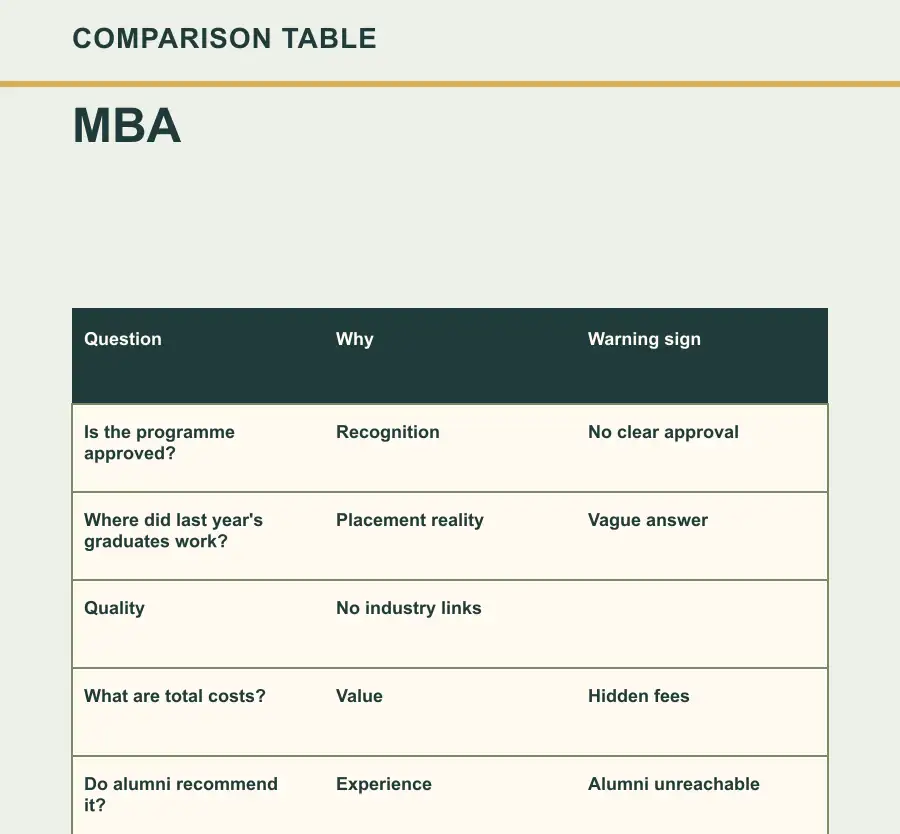 COMPARISON TABLE
MBA
Question Why Warning sign
Is the programme Recognition No clear approval
approved?
Where did last year's Placement reality Vague answer
graduates work?
Quality No industry links
What are total costs? Value Hidden fees
Do alumni recommend Experience Alumni unreachable
it?